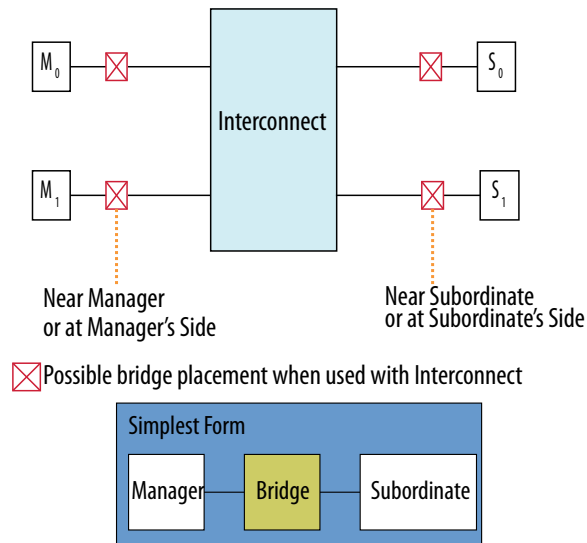 M0
S0
Interconnect
M1
S1
Near Manager
or at Manager's Side
Near Subordinate
or at Subordinate's Side
Possible bridge placement when used with Interconnect
Simplest Form
Manager
Bridge
Subordinate